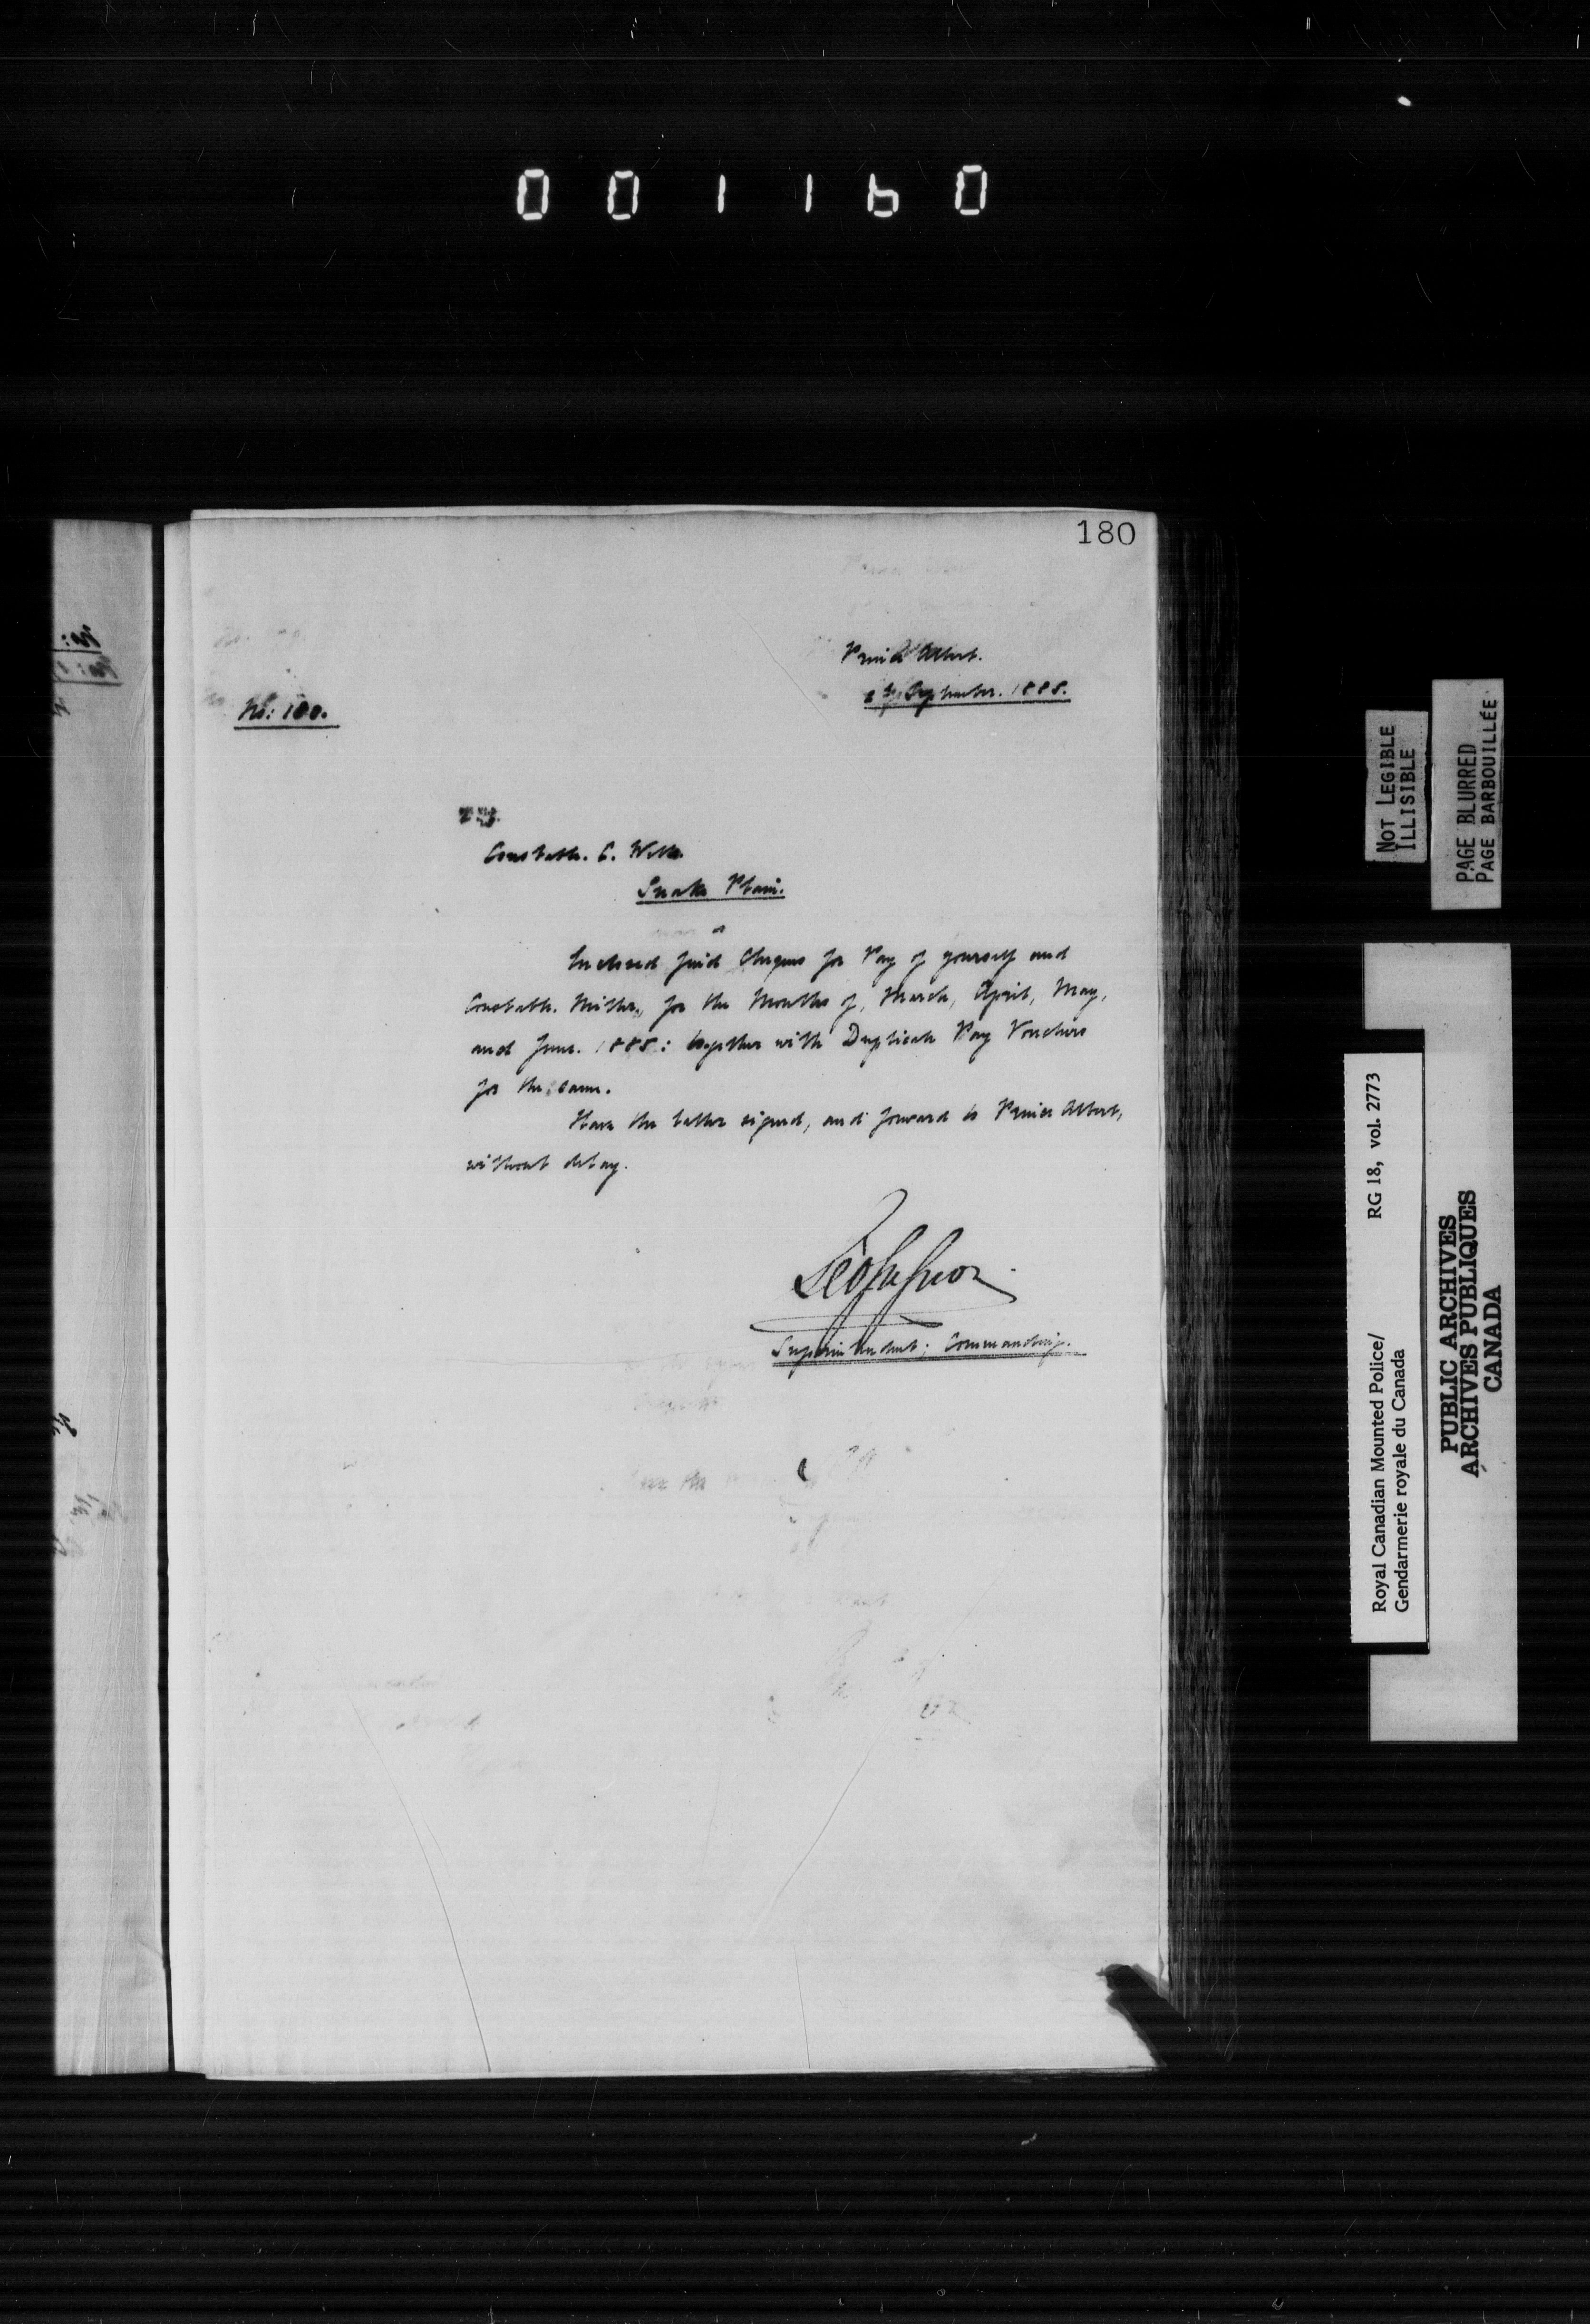 001160
180
Prince Albert.
September. 1885.
No: 180.
Constable. C. Wells.
Snake Plain.
Enclosed find Cheques for Pay of yourself and
Constable. for the Months of, March, April, May,
and June. 1885: together with Duplicate Pay Vouchers
for the same.
Have the latter signed, and forward to Prince Albert,
without delay.
Superintendent; Commanding.
NOT LEGIBLE
ILLISIBLE
PAGE BLURRED
PAGE BARBOUILLÉE
Royal Canadian Mounted Police/ RG 18, vol. 2773
Gendarmerie royale du Canada
PUBLIC ARCHIVES
ARCHIVES PUBLIQUES
CANADA